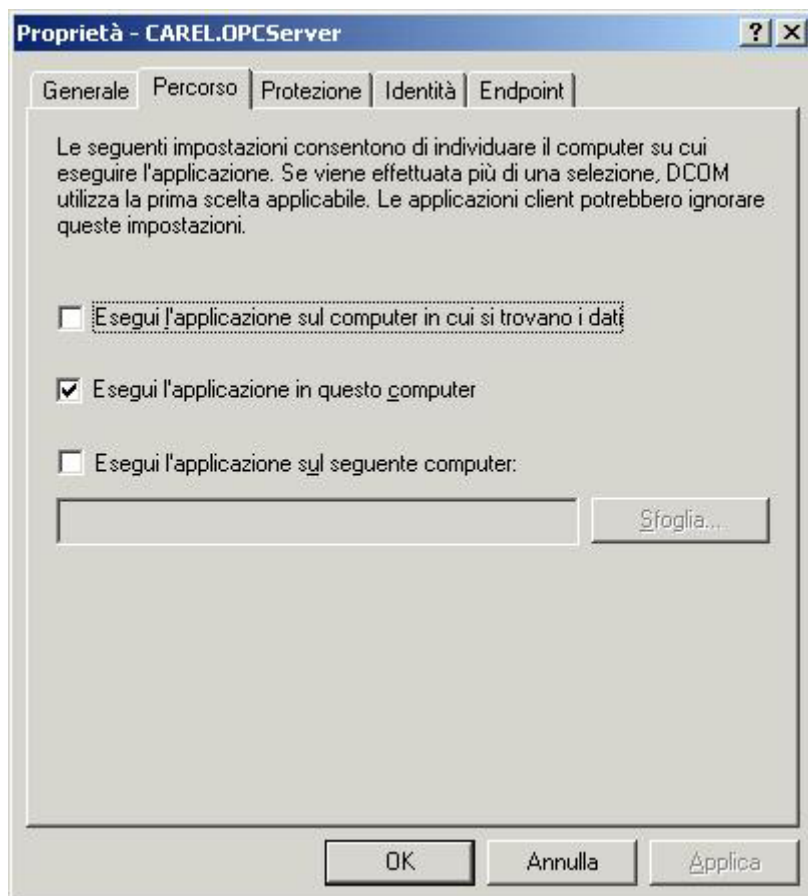 Proprietà - CAREL.OPCServer
Generale Percorso Protezione Identità Endpoint
Le seguenti impostazioni consentono di individuare il computer su cui
eseguire l'applicazione. Se viene effettuata più di una selezione, DCOM
utilizza la prima scelta applicabile. Le applicazioni client potrebbero ignorare
queste impostazioni.
Esegui l'applicazione sul computer in cui si trovano i dati
Esegui l'applicazione in questo computer
Esegui l'applicazione sul seguente computer:
Sfoglia...
OK Annulla Applica